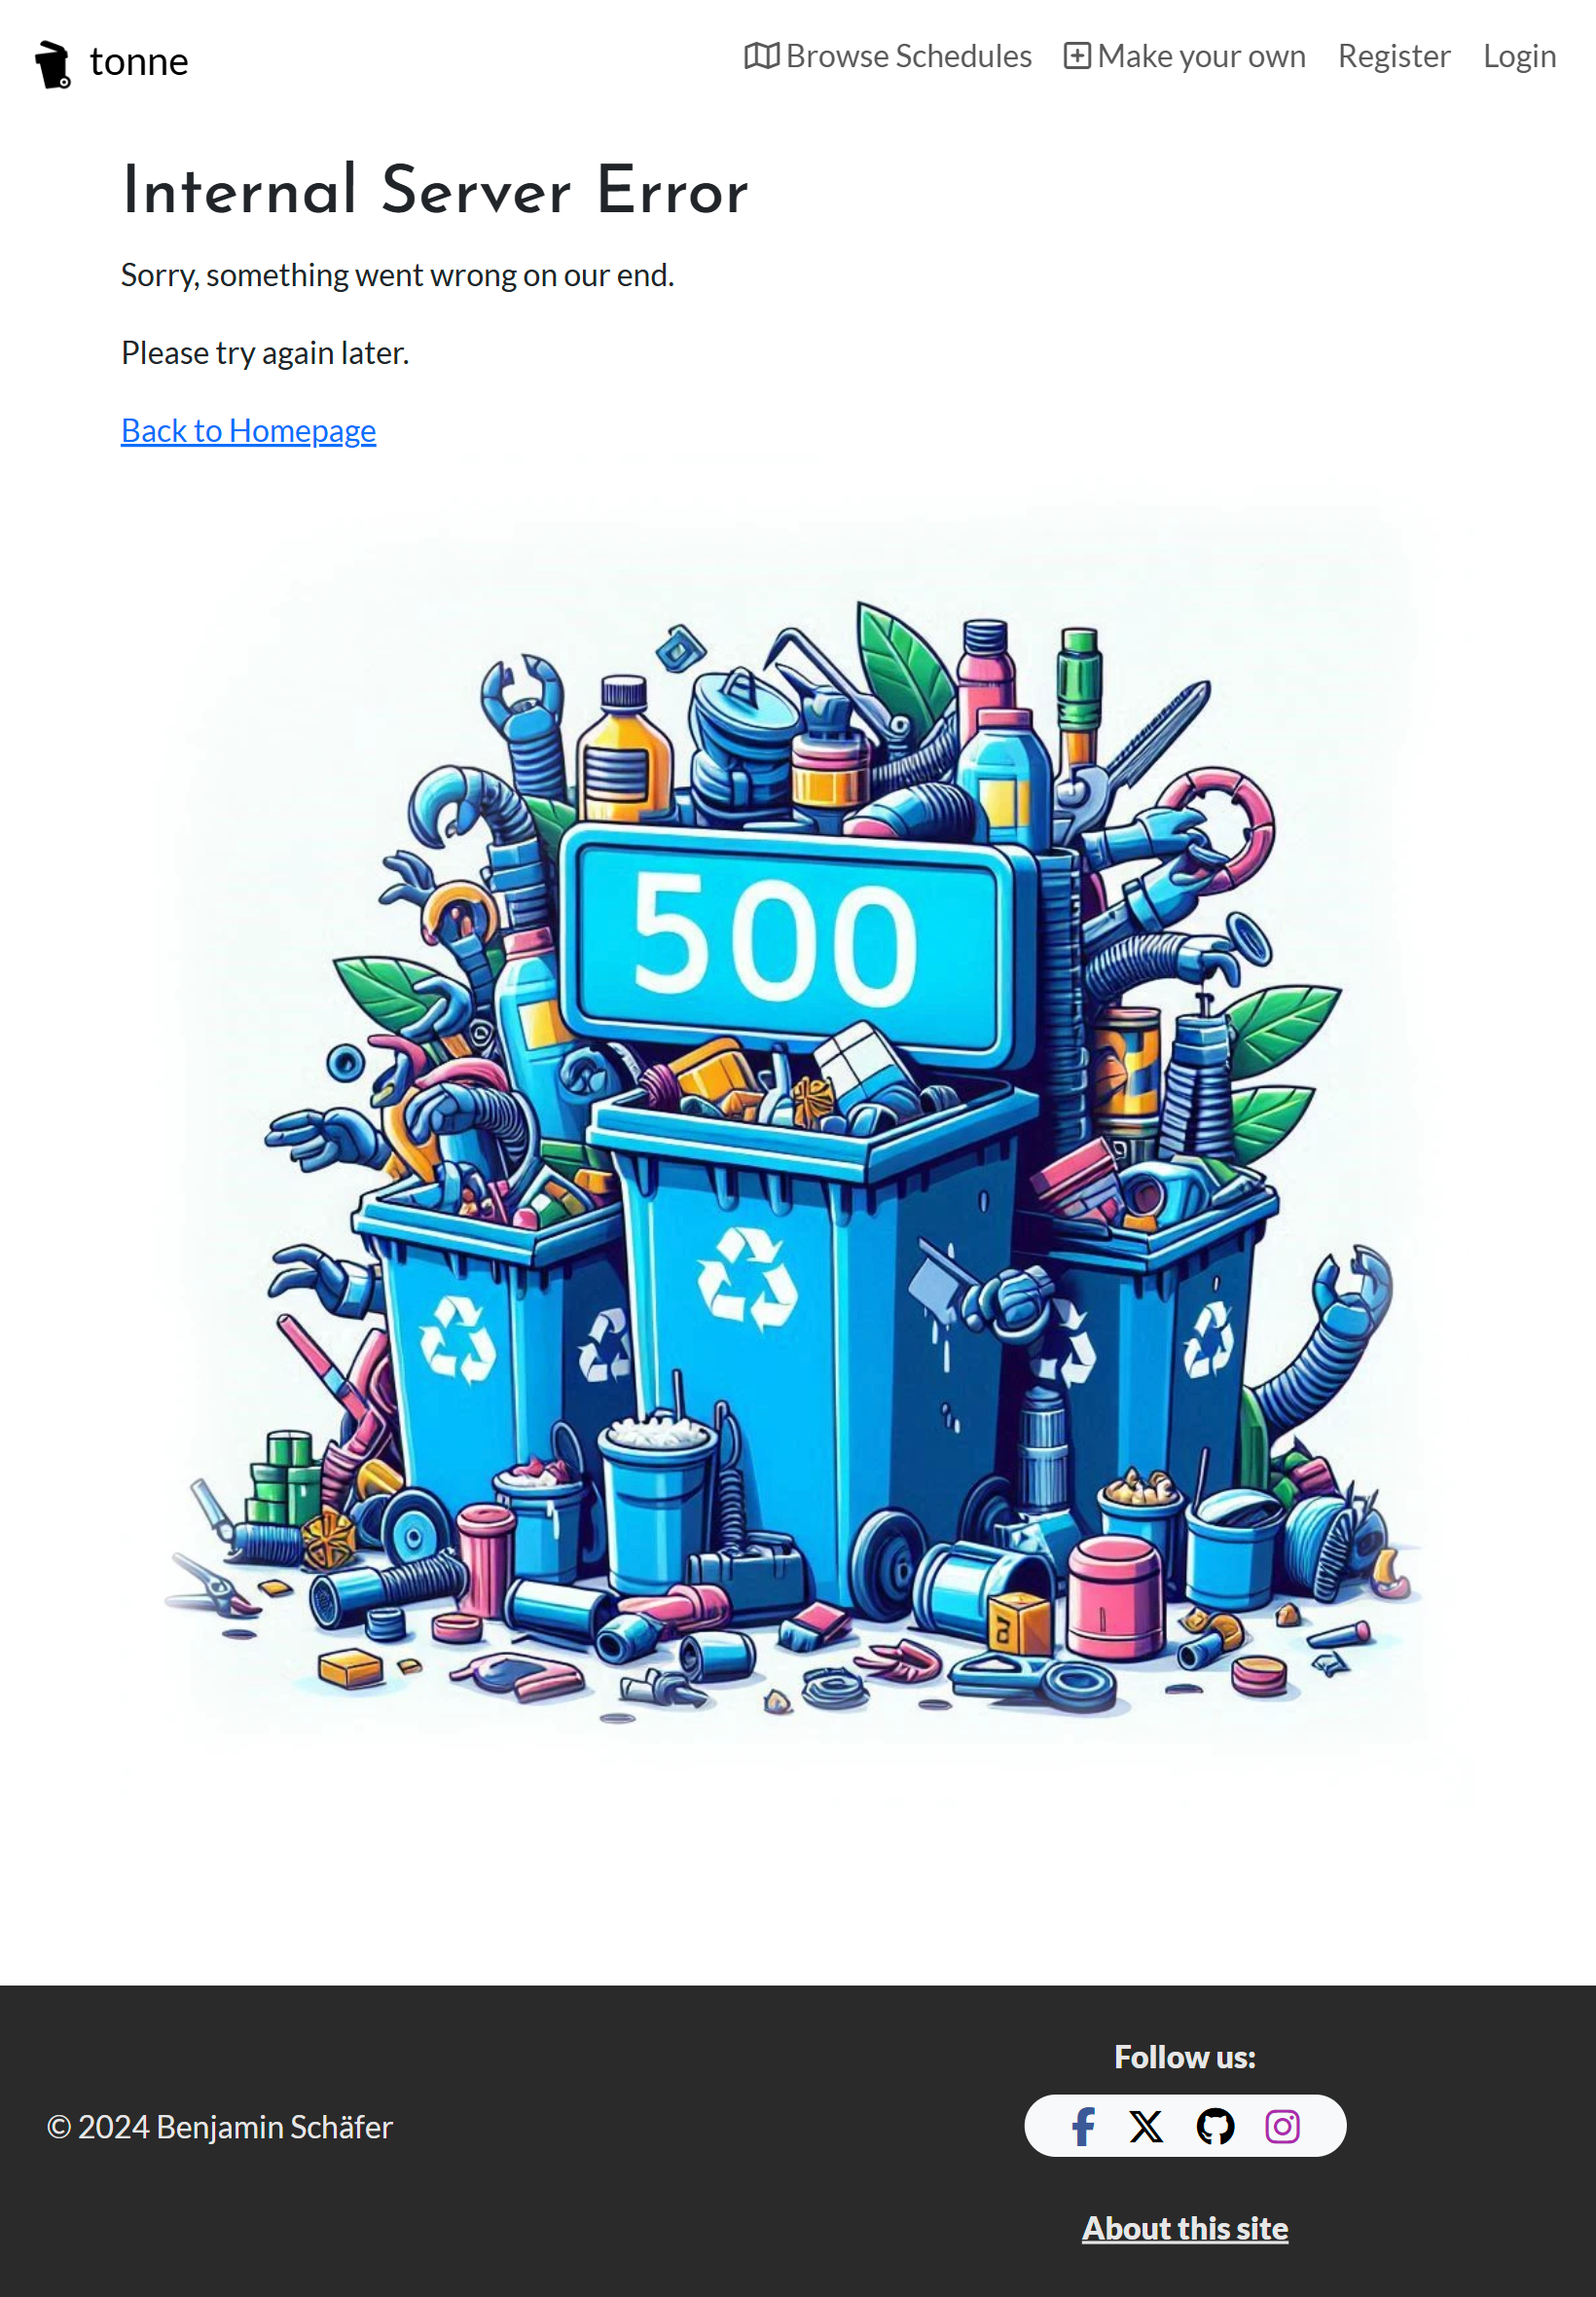 tonne
Browse Schedules
Make your own
Register
Login
Internal Server Error
Sorry, something went wrong on our end.
Please try again later.
Back to Homepage
500
a
Follow us:
© 2024 Benjamin Schäfer
About this site